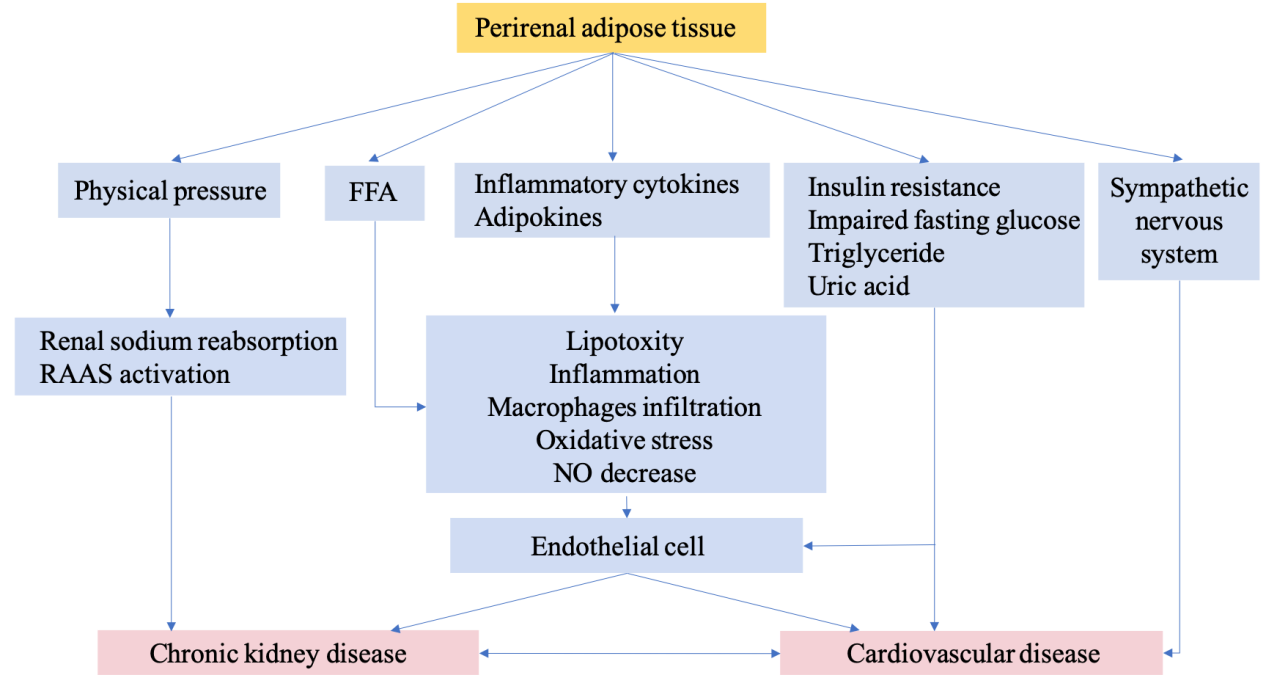 Perirenal adipose tissue
Physical pressure
FFA
Inflammatory cytokines
Adipokines
Insulin resistance
Impaired fasting glucose
Triglyceride
Uric acid
Sympathetic
nervous
system
Renal sodium reabsorption
RAAS activation
Lipotoxity
Inflammation
Macrophages infiltration
Oxidative stress
NO decrease
Endothelial cell
Chronic kidney disease
Cardiovascular disease